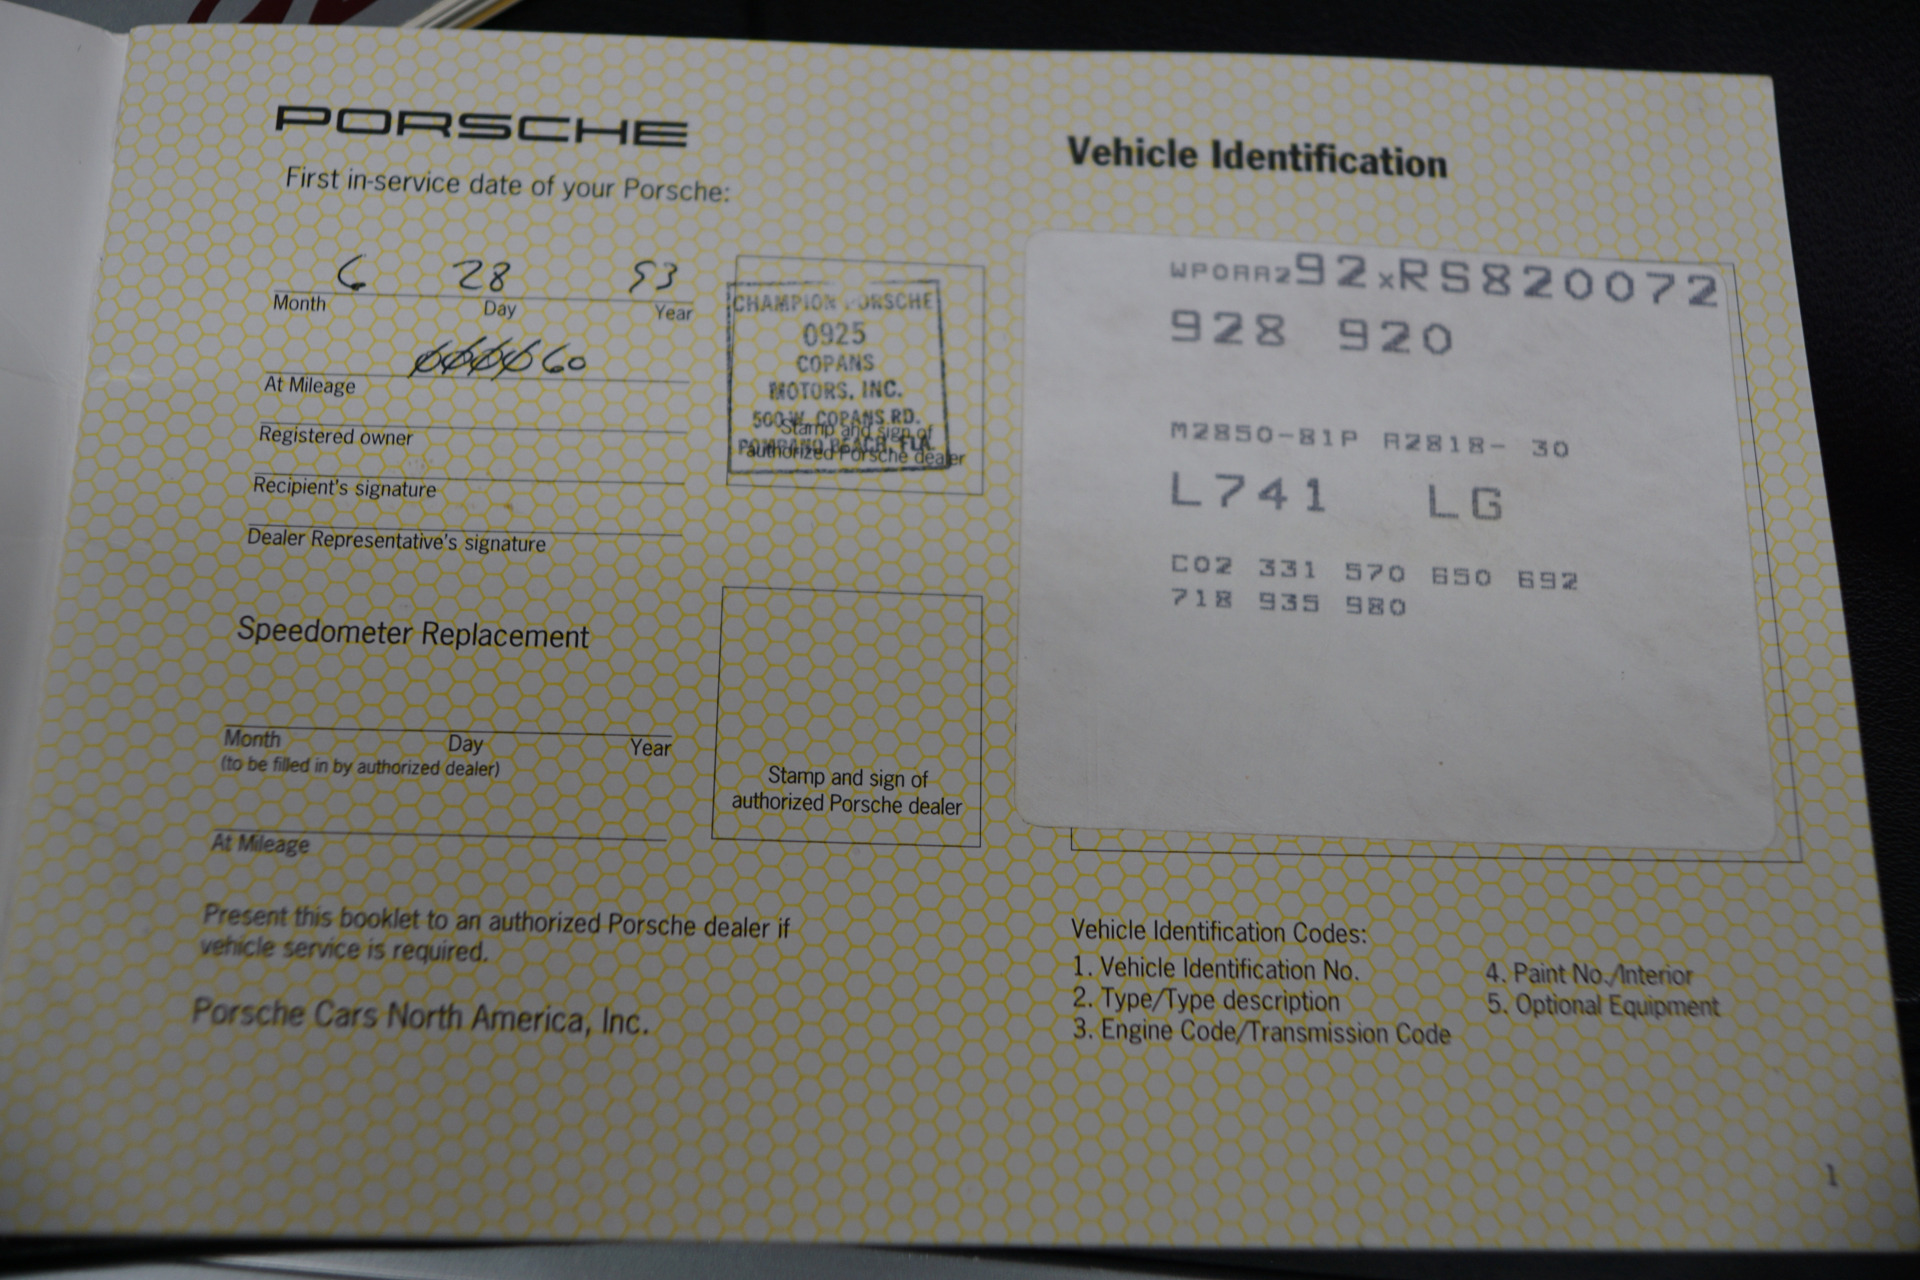 PORSCHE
First in-service date of your Porsche:
6 28 93
Month Day Year
000060
At Mileage
Registered owner
Recipient's signature
Dealer Representative's signature
CHAMPION PORSCHE
0925
COPANS
MOTORS, INC.
500 W. COPANS RD.
POMPANO BEACH, FLA.
Stamp and sign of
authorized Porsche dealer
Speedometer Replacement
Month Day Year
(to be filled in by authorized dealer)
At Mileage
Stamp and sign of
authorized Porsche dealer
Present this booklet to an authorized Porsche dealer if
vehicle service is required.
Porsche Cars North America, Inc.
Vehicle Identification
WP0AA292xRS820072
928 920
M2850-81P A2818- 30
L741 LG
C02 331 570 650 692
718 935 980
Vehicle Identification Codes:
1. Vehicle Identification No.
2. Type/Type description
3. Engine Code/Transmission Code
4. Paint No./Interior
5. Optional Equipment
1